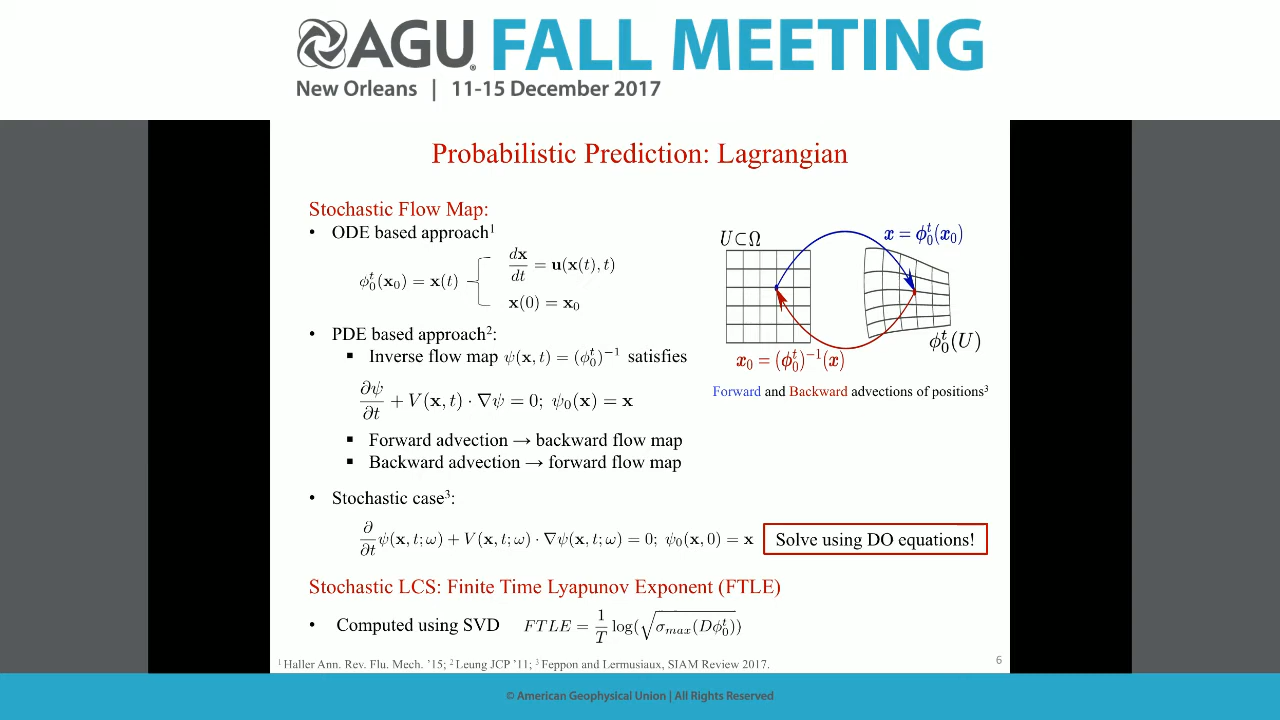 AGU FALL MEETING
New Orleans | 11-15 December 2017
Probabilistic Prediction: Lagrangian
Stochastic Flow Map:
• ODE based approach¹
ϕ₀ᵗ(x₀) = x(t)
dx/dt = u(x(t), t)
x(0) = x₀
• PDE based approach²:
▪ Inverse flow map ψ(x, t) = (ϕ₀ᵗ)⁻¹ satisfies
∂ψ/∂t + V(x, t) · ∇ψ = 0; ψ₀(x) = x
▪ Forward advection → backward flow map
▪ Backward advection → forward flow map
U⊂Ω
x = ϕ₀ᵗ(x₀)
ϕ₀ᵗ(U)
x₀ = (ϕ₀ᵗ)⁻¹(x)
Forward and Backward advections of positions³
• Stochastic case³:
∂/∂t ψ(x, t; ω) + V(x, t; ω) · ∇ψ(x, t; ω) = 0; ψ₀(x, 0) = x
Solve using DO equations!
Stochastic LCS: Finite Time Lyapunov Exponent (FTLE)
• Computed using SVD FTLE = 1/T log(√σₘₐₓ(Dϕ₀ᵗ))
¹ Haller Ann. Rev. Flu. Mech. '15; ² Leung JCP '11; ³ Feppon and Lermusiaux, SIAM Review 2017.
6
© American Geophysical Union | All Rights Reserved